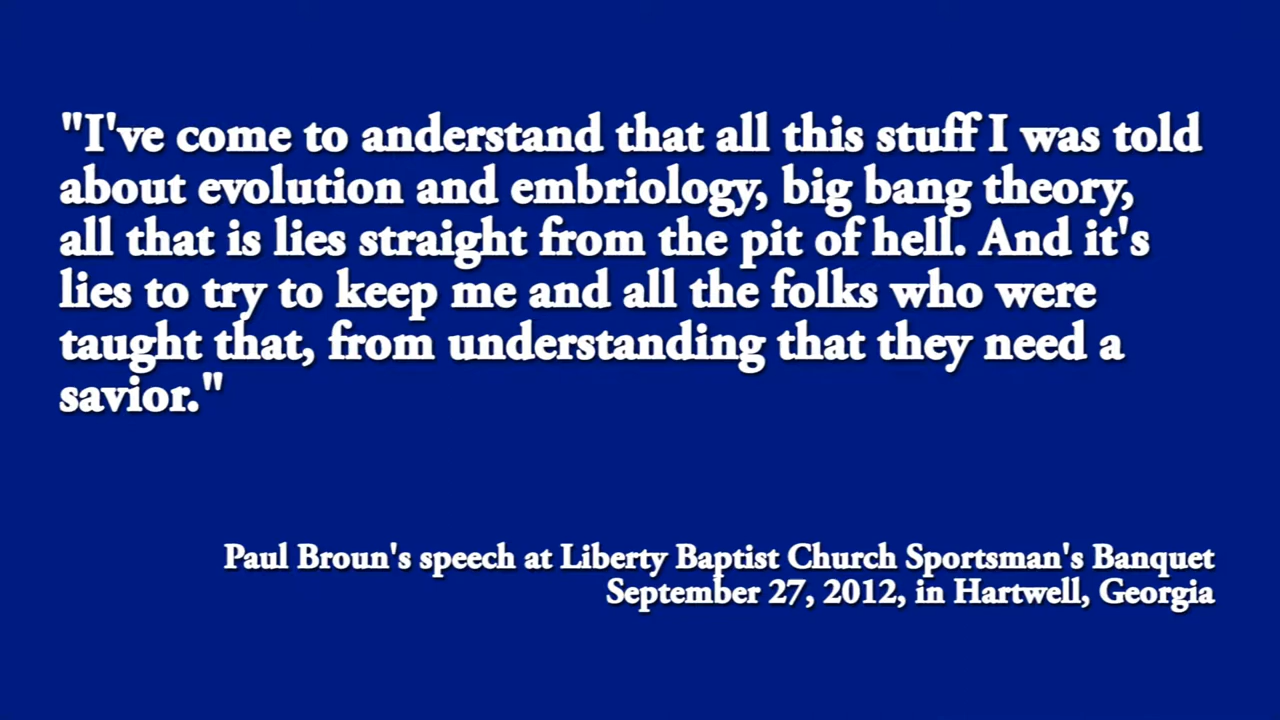 "I've come to anderstand that all this stuff I was told
about evolution and embriology, big bang theory,
all that is lies straight from the pit of hell. And it's
lies to try to keep me and all the folks who were
taught that, from understanding that they need a
savior."
Paul Broun's speech at Liberty Baptist Church Sportsman's Banquet
September 27, 2012, in Hartwell, Georgia